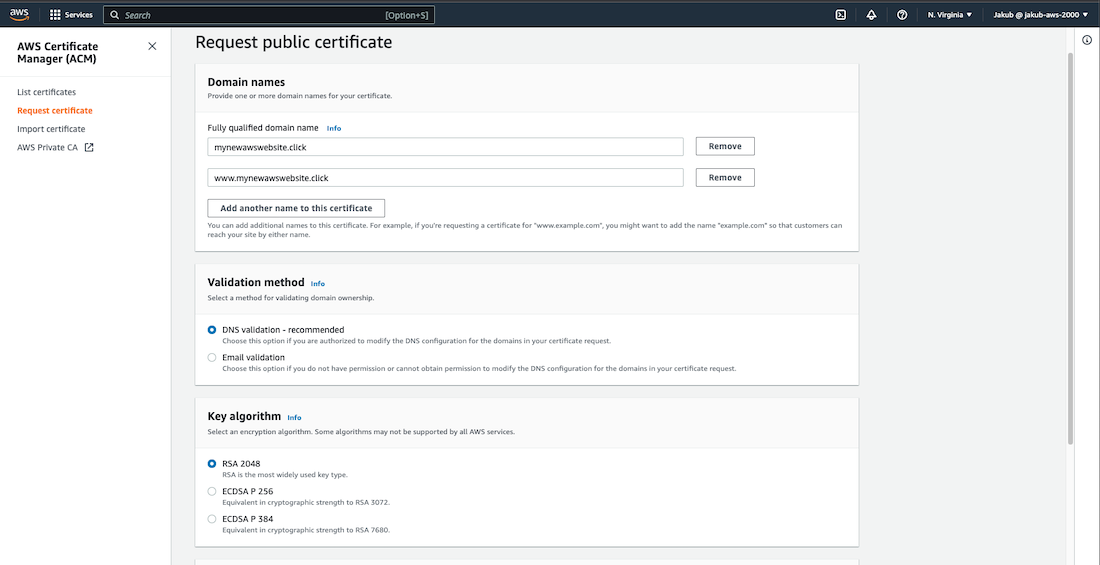 aws
Services
Search
[Option+S]
N. Virginia
Jakub @ jakub-aws-2000
AWS Certificate
Manager (ACM)
List certificates
Request certificate
Import certificate
AWS Private CA
Request public certificate
Domain names
Provide one or more domain names for your certificate.
Fully qualified domain name Info
mynewawswebsite.click
Remove
www.mynewawswebsite.click
Remove
Add another name to this certificate
You can add additional names to this certificate. For example, if you're requesting a certificate for "www.example.com", you might want to add the name "example.com" so that customers can
reach your site by either name.
Validation method Info
Select a method for validating domain ownership.
DNS validation - recommended
Choose this option if you are authorized to modify the DNS configuration for the domains in your certificate request.
Email validation
Choose this option if you do not have permission or cannot obtain permission to modify the DNS configuration for the domains in your certificate request.
Key algorithm Info
Select an encryption algorithm. Some algorithms may not be supported by all AWS services.
RSA 2048
RSA is the most widely used key type.
ECDSA P 256
Equivalent in cryptographic strength to RSA 3072.
ECDSA P 384
Equivalent in cryptographic strength to RSA 7680.